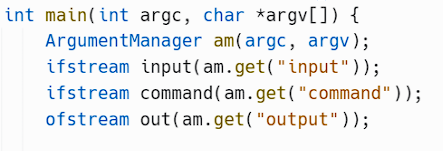 int main(int argc, char *argv[]) {
    ArgumentManager am(argc, argv);
    ifstream input(am.get("input"));
    ifstream command(am.get("command"));
    ofstream out(am.get("output"));